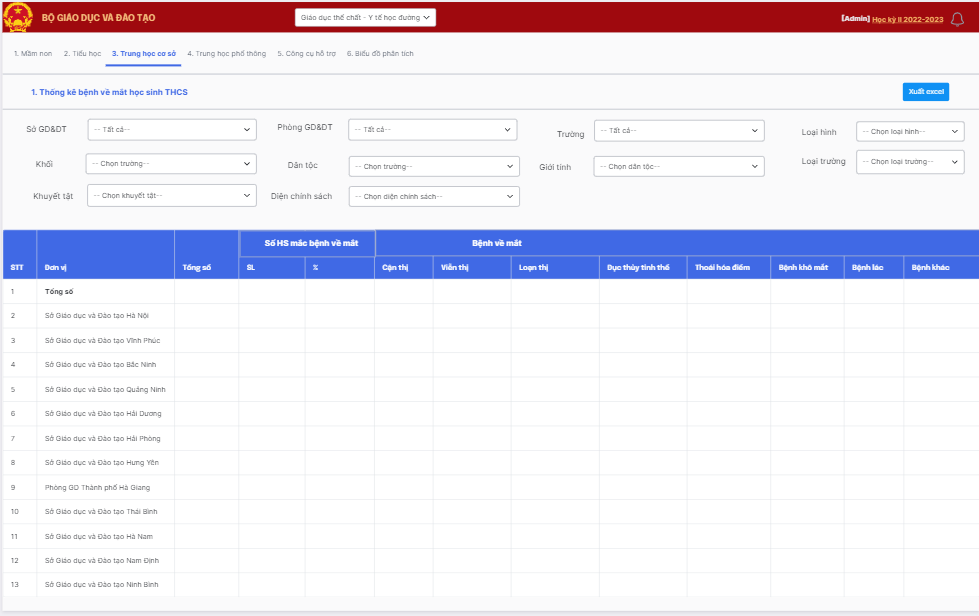 BỘ GIÁO DỤC VÀ ĐÀO TẠO
Giáo dục thể chất - Y tế học đường
[Admin] Học kỳ II 2022-2023
1. Mầm non 2. Tiểu học 3. Trung học cơ sở 4. Trung học phổ thông 5. Công cụ hỗ trợ 6. Biểu đồ phân tích
1. Thống kê bệnh về mắt học sinh THCS
Xuất excel
Sở GD&ĐT -- Tất cả-- Phòng GD&ĐT -- Tất cả-- Trường -- Tất cả-- Loại hình -- Chọn loại hình--
Khối -- Chọn trường-- Dân tộc -- Chọn trường-- Giới tính -- Chọn dân tộc-- Loại trường -- Chọn loại trường--
Khuyết tật -- Chọn khuyết tật-- Diện chính sách -- Chọn diện chính sách--
Số HS mắc bệnh về mắt Bệnh về mắt
STT Đơn vị Tổng số SL % Cận thị Viễn thị Loạn thị Dục thủy tinh thể Thoái hóa điểm Bệnh khô mắt Bệnh lác Bệnh khác
1 Tổng số
2 Sở Giáo dục và Đào tạo Hà Nội
3 Sở Giáo dục và Đào tạo Vĩnh Phúc
4 Sở Giáo dục và Đào tạo Bắc Ninh
5 Sở Giáo dục và Đào tạo Quảng Ninh
6 Sở Giáo dục và Đào tạo Hải Dương
7 Sở Giáo dục và Đào tạo Hải Phòng
8 Sở Giáo dục và Đào tạo Hưng Yên
9 Phòng GD Thành phố Hà Giang
10 Sở Giáo dục và Đào tạo Thái Bình
11 Sở Giáo dục và Đào tạo Hà Nam
12 Sở Giáo dục và Đào tạo Nam Định
13 Sở Giáo dục và Đào tạo Ninh Bình